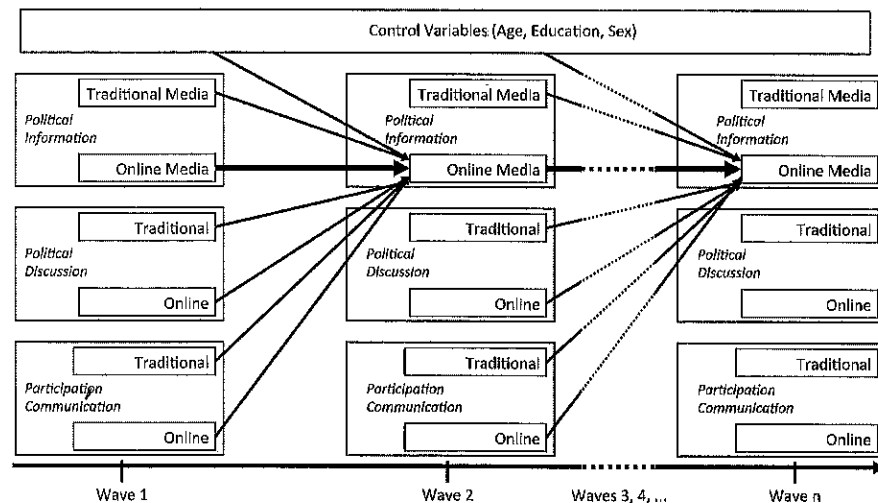 Control Variables (Age, Education, Sex)
Traditional Media
Political
Information
Online Media
Traditional
Political
Discussion
Online
Traditional
Participation
Communication
Online
Traditional Media
Political
Information
Online Media
Traditional
Political
Discussion
Online
Traditional
Participation
Communication
Online
Traditional Media
Political
Information
Online Media
Traditional
Political
Discussion
Online
Traditional
Participation
Communication
Online
Wave 1
Wave 2
Waves 3, 4, ...
Wave n